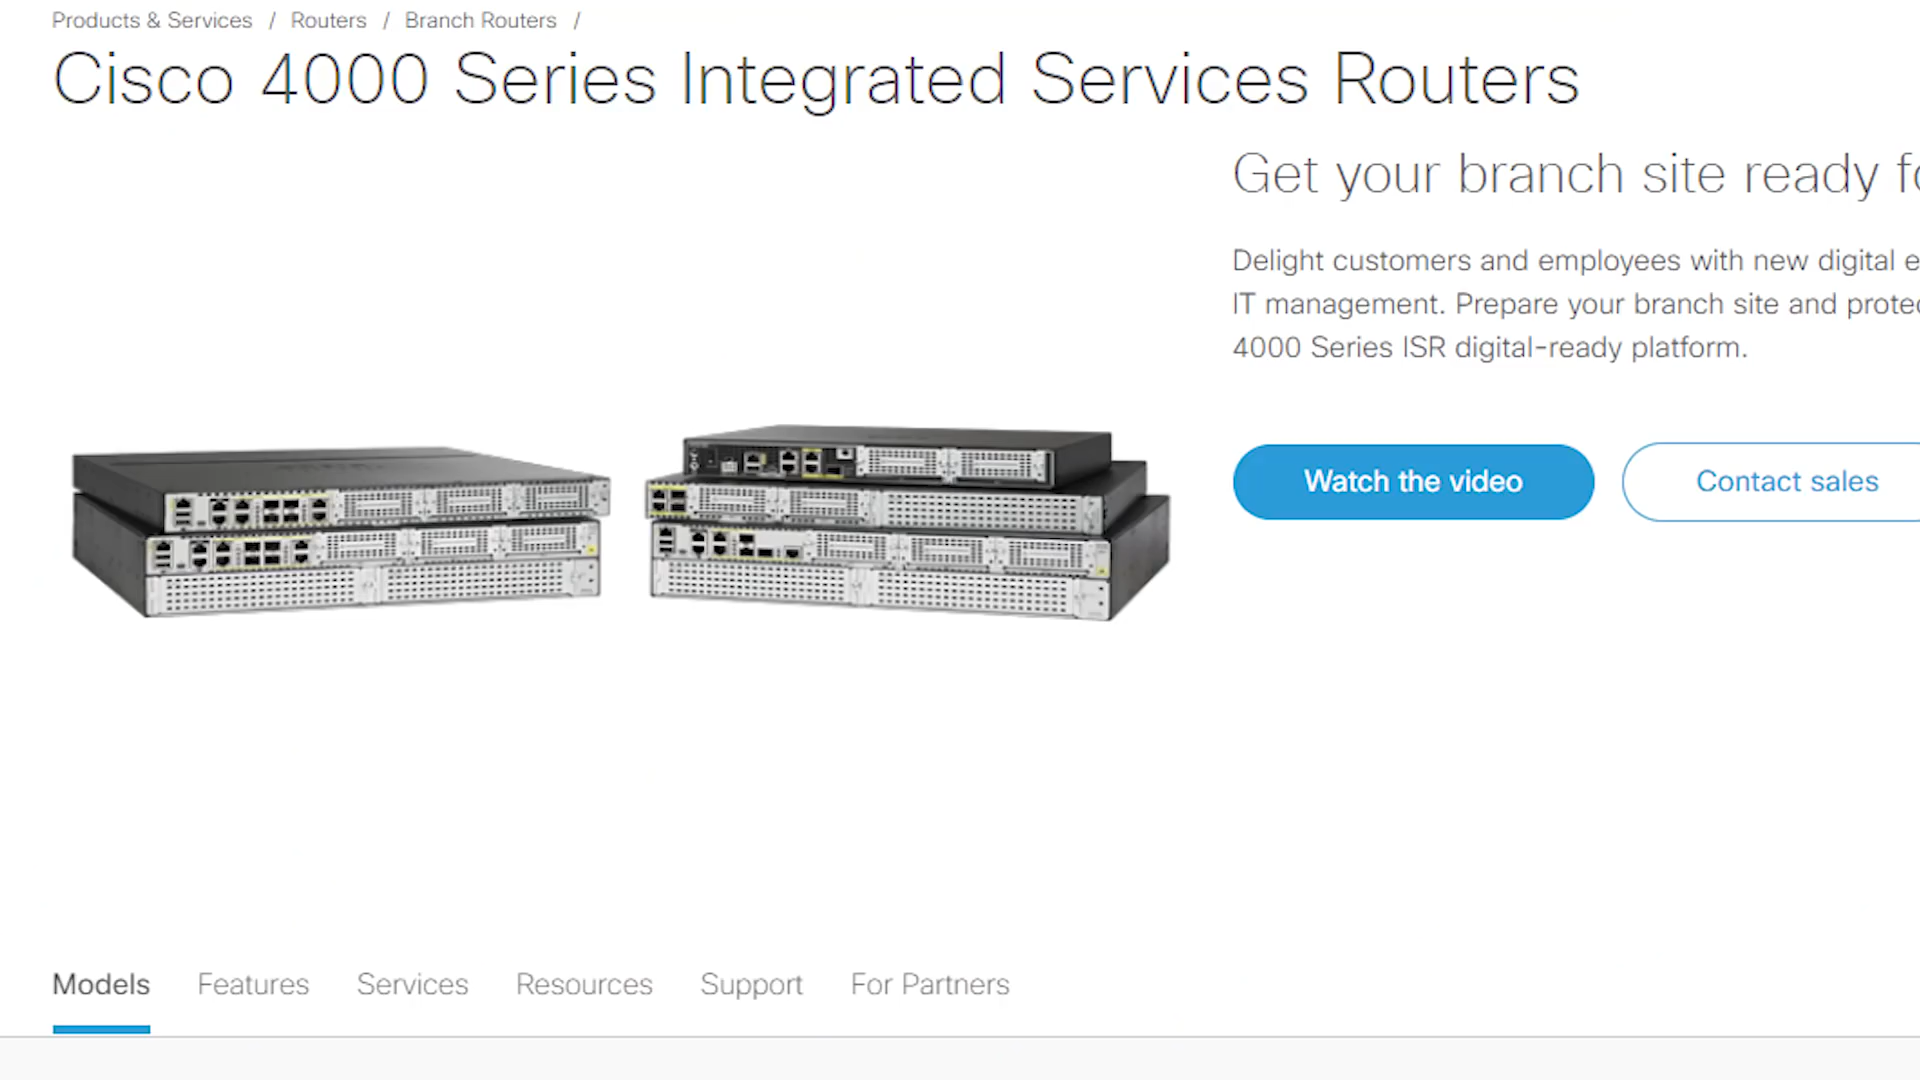 Products & Services / Routers / Branch Routers /
Cisco 4000 Series Integrated Services Routers
Get your branch site ready fo
Delight customers and employees with new digital e
IT management. Prepare your branch site and protec
4000 Series ISR digital-ready platform.
Watch the video
Contact sales
Models Features Services Resources Support For Partners